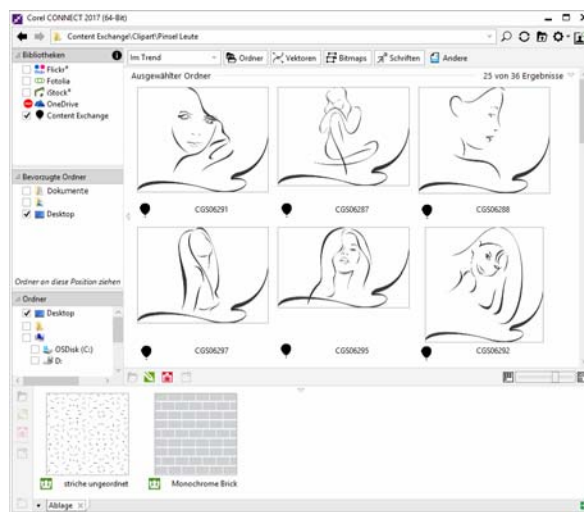 Corel CONNECT 2017 (64-Bit)
Content Exchange\Clipart\Pinsel Leute
Bibliotheken
Flickr*
Fotolia
iStock*
OneDrive
Content Exchange
Bevorzugte Ordner
Dokumente
Desktop
Ordner an diese Position ziehen
Ordner
Desktop
OSDisk (C:)
D:
Im Trend
Ordner
Vektoren
Bitmaps
Schriften
Andere
Ausgewählter Ordner
25 von 36 Ergebnisse
CGS06291
CGS06287
CGS06288
CGS06297
CGS06295
CGS06292
striche ungeordnet
Monochrome Brick
Ablage